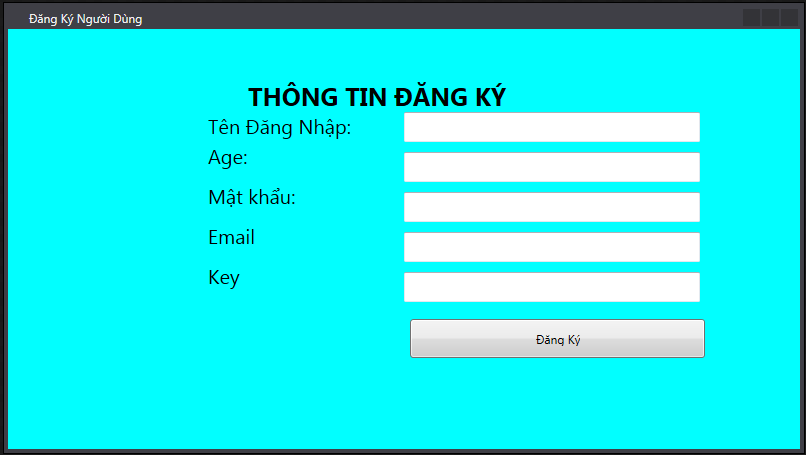 Đăng Ký Người Dùng
THÔNG TIN ĐĂNG KÝ
Tên Đăng Nhập:
Age:
Mật khẩu:
Email
Key
Đăng Ký